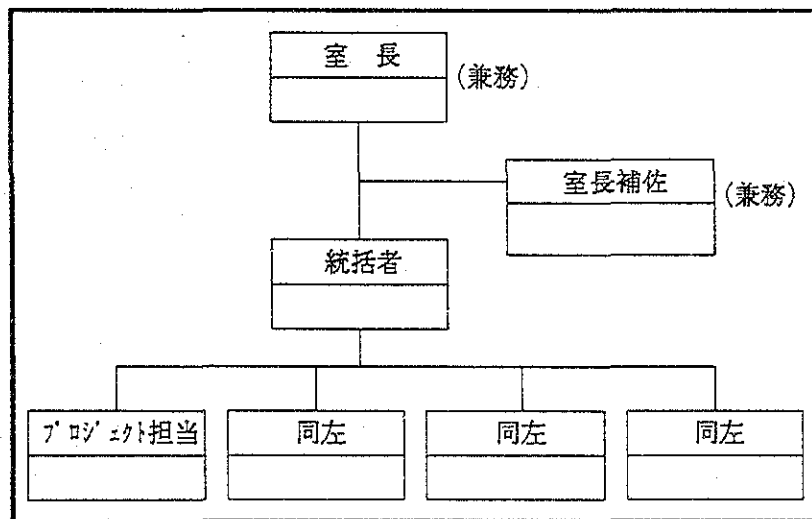 室 長
(兼務)
室長補佐
(兼務)
統括者
プロジェクト担当
同左
同左
同左